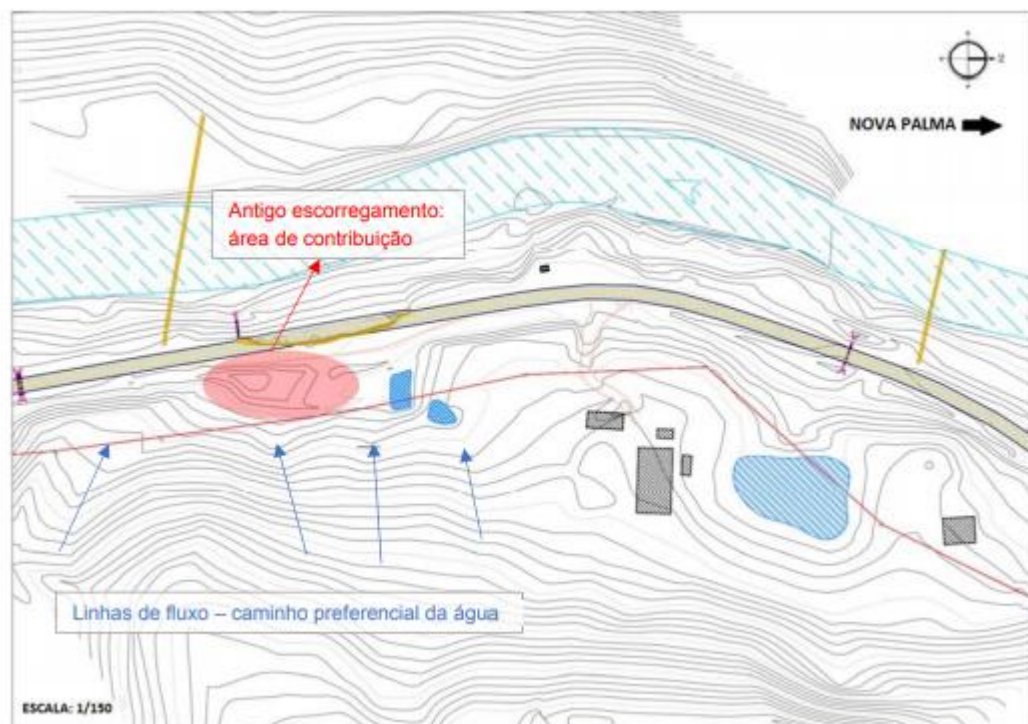 NOVA PALMA
Antigo escorregamento:
área de contribuição
Linhas de fluxo – caminho preferencial da água
ESCALA: 1/150